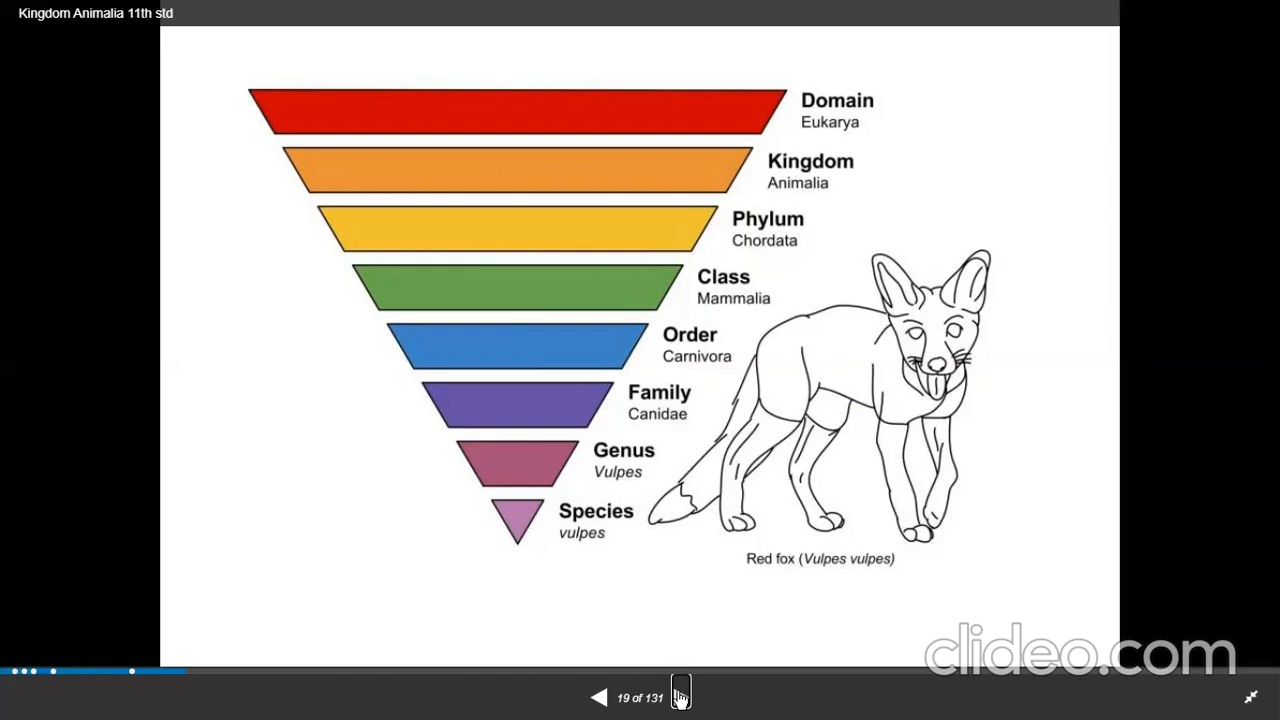 Kingdom Animalia 11th std
Domain
Eukarya
Kingdom
Animalia
Phylum
Chordata
Class
Mammalia
Order
Carnivora
Family
Canidae
Genus
Vulpes
Species
vulpes
Red fox (Vulpes vulpes)
clideo.com
19 of 131